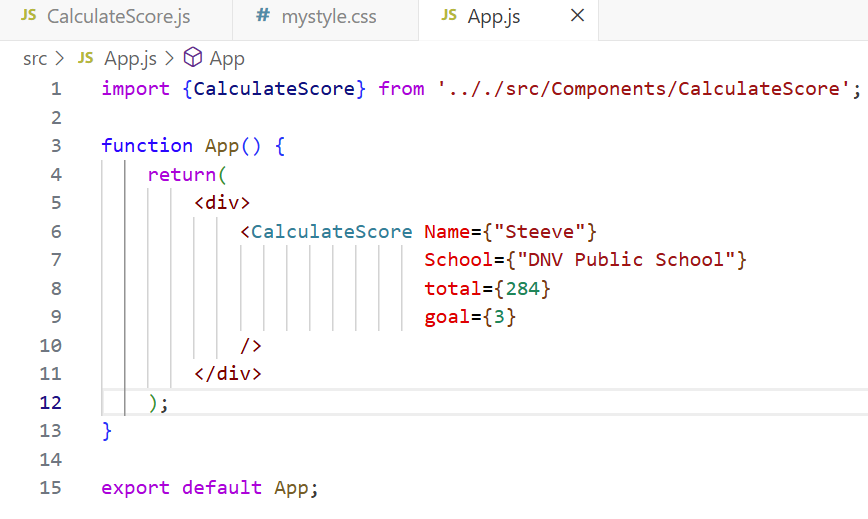 JS CalculateScore.js # mystyle.css JS App.js ×
src > JS App.js > App
1 import {CalculateScore} from '.././src/Components/CalculateScore';
2
3 function App() {
4 return(
5 <div>
6 <CalculateScore Name={"Steeve"}
7 School={"DNV Public School"}
8 total={284}
9 goal={3}
10 />
11 </div>
12 );
13 }
14
15 export default App;